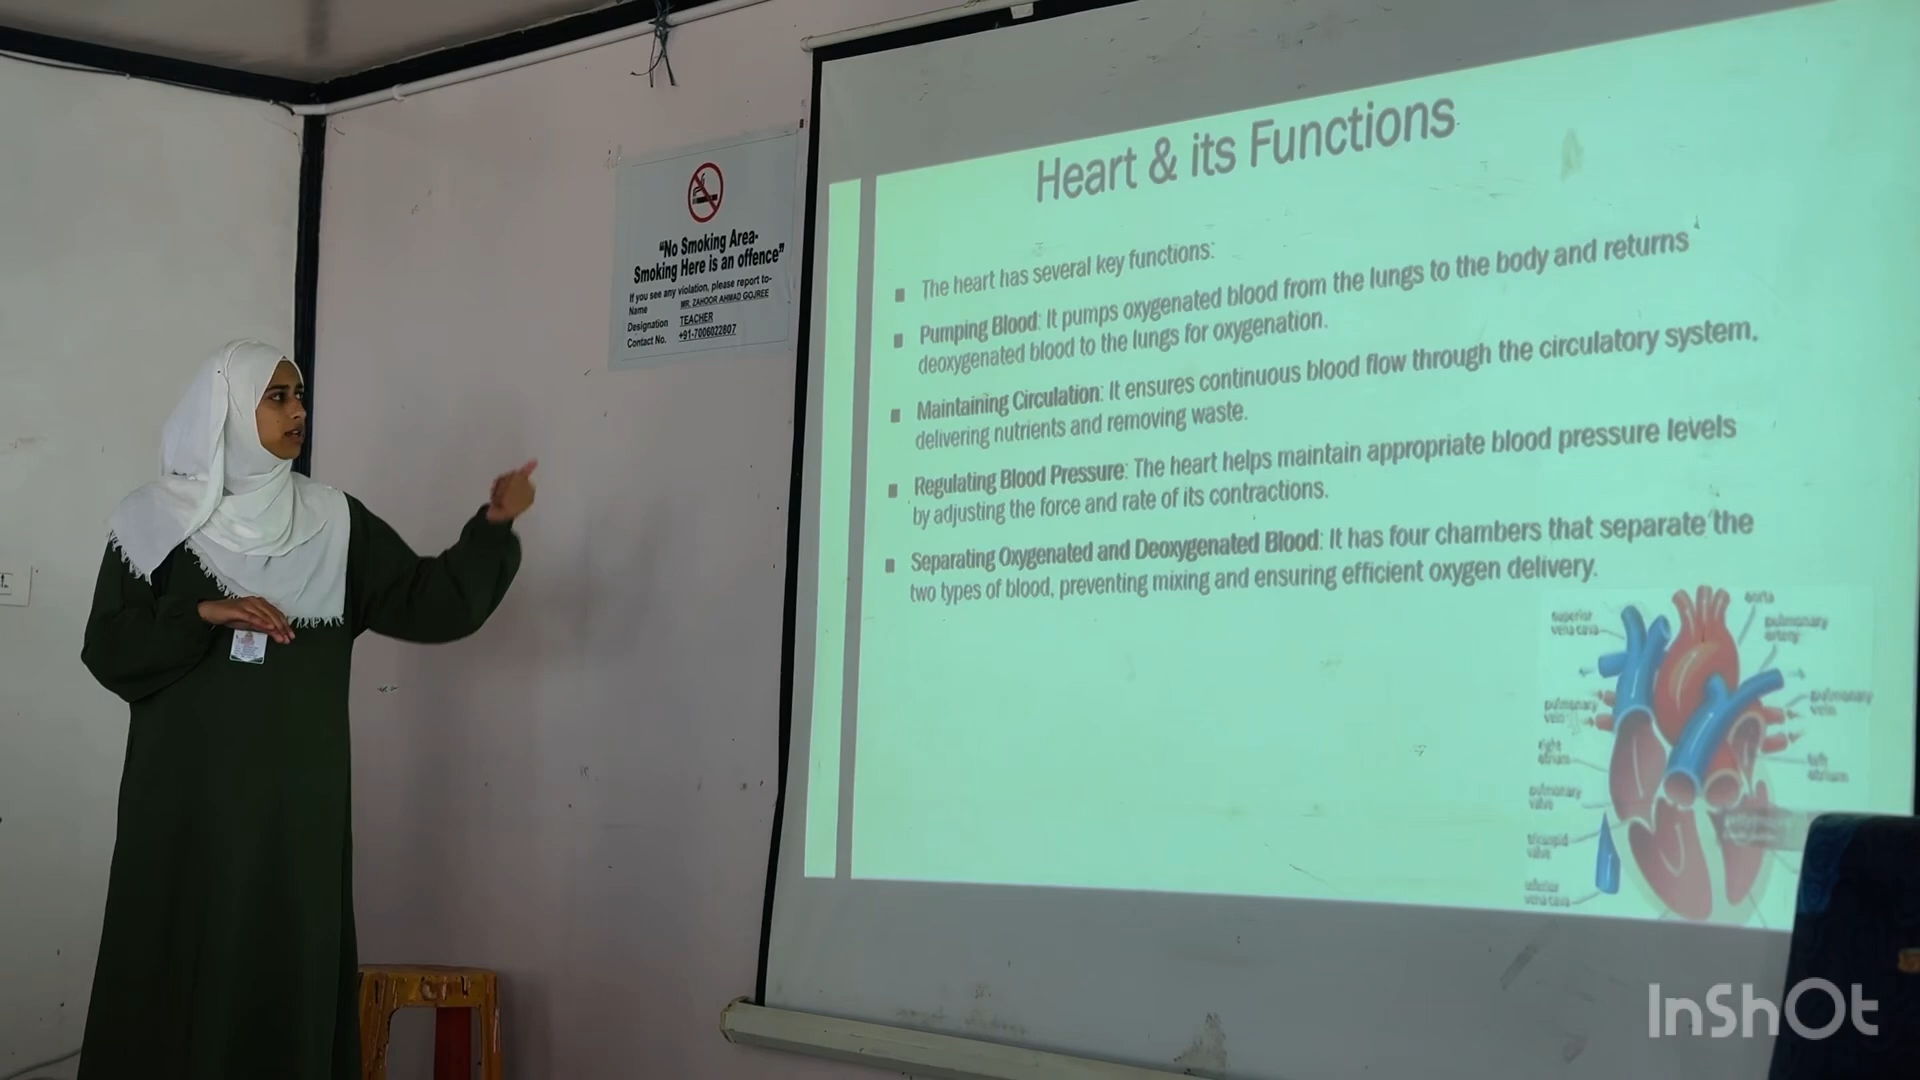 "No Smoking Area-
Smoking Here is an offence"
If you see any violation, please report to-
Name MR. ZAHOOR AHMAD GOJREE
Designation TEACHER
Contact No. +91-7006022807
Heart & its Functions
The heart has several key functions:
Pumping Blood: It pumps oxygenated blood from the lungs to the body and returns
deoxygenated blood to the lungs for oxygenation.
Maintaining Circulation: It ensures continuous blood flow through the circulatory system,
delivering nutrients and removing waste.
Regulating Blood Pressure: The heart helps maintain appropriate blood pressure levels
by adjusting the force and rate of its contractions.
Separating Oxygenated and Deoxygenated Blood: It has four chambers that separate the
two types of blood, preventing mixing and ensuring efficient oxygen delivery.
superior
vena cava
aorta
pulmonary
artery
pulmonary
vein
pulmonary
vein
right
atrium
left
atrium
pulmonary
valve
tricuspid
valve
inferior
vena cava
InShOt